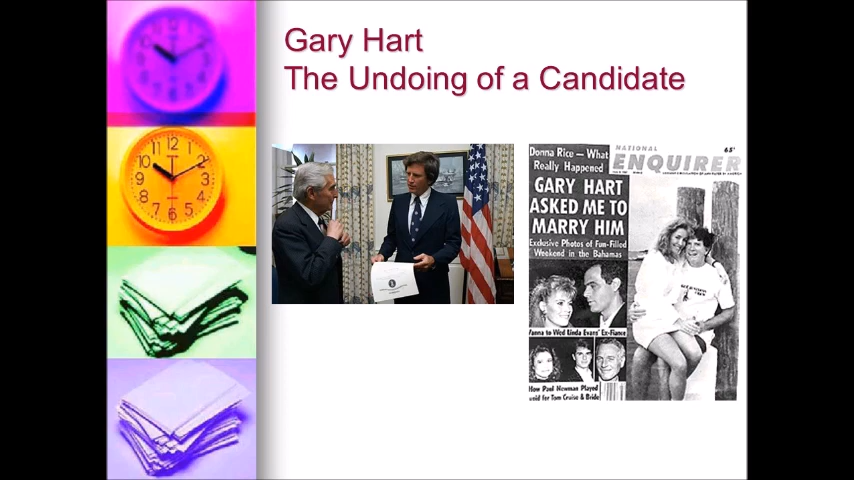 Gary Hart
The Undoing of a Candidate
Donna Rice — What
Really Happened
NATIONAL
ENQUIRER
65¢
GARY HART
ASKED ME TO
MARRY HIM
Exclusive Photos of Fun-Filled
Weekend in the Bahamas
Vanna to Wed Linda Evans' Ex-Fiance
How Paul Newman Played
for Tom Cruise & Bride